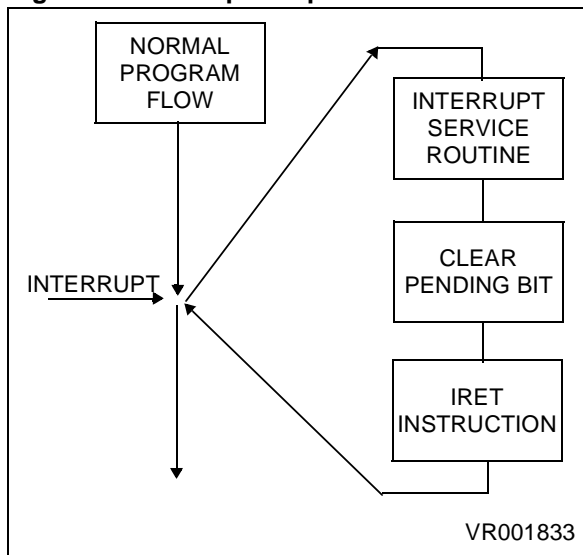 NORMAL
PROGRAM
FLOW
INTERRUPT
SERVICE
ROUTINE
INTERRUPT
CLEAR
PENDING BIT
IRET
INSTRUCTION
VR001833